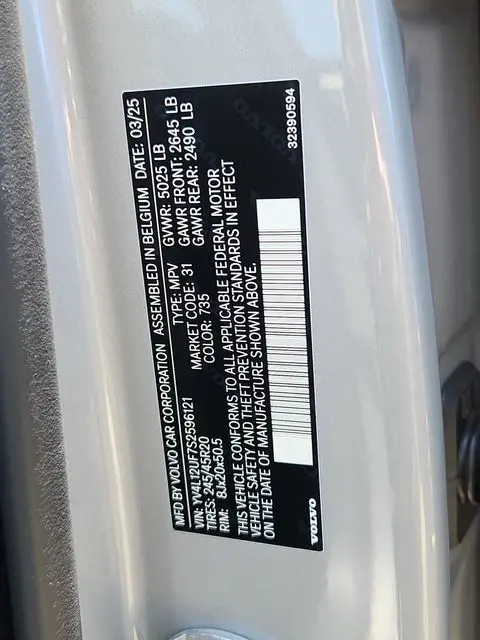 MFD BY VOLVO CAR CORPORATION ASSEMBLED IN BELGIUM DATE: 03/25
VIN: YV4L12UF7S2596121 TYPE: MPV GVWR: 5025 LB
TIRES: 245/45R20 MARKET CODE: 31 GAWR FRONT: 2645 LB
RIM: 8Jx20x50.5 COLOR: 735 GAWR REAR: 2490 LB
THIS VEHICLE CONFORMS TO ALL APPLICABLE FEDERAL MOTOR
VEHICLE SAFETY AND THEFT PREVENTION STANDARDS IN EFFECT
ON THE DATE OF MANUFACTURE SHOWN ABOVE.
VOLVO 32390594